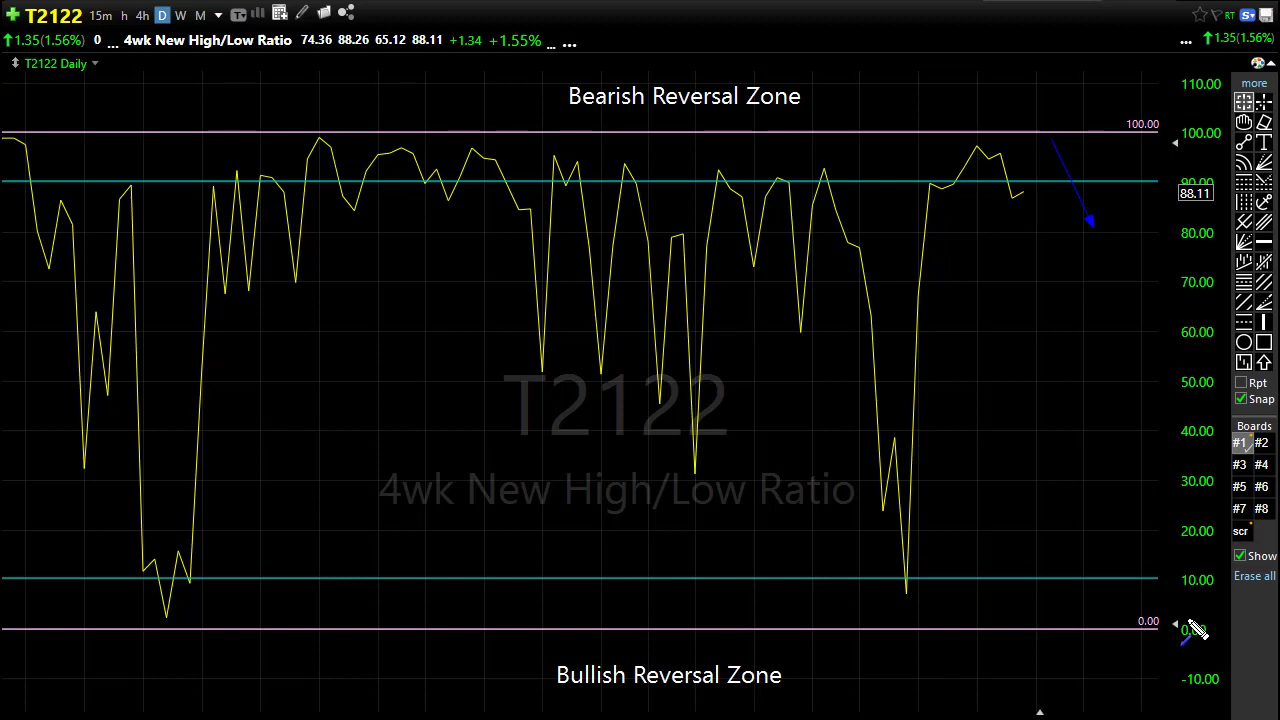 T2122 15m h 4h D W M RT
1.35(1.56%) 0 ... 4wk New High/Low Ratio 74.36 88.26 65.12 88.11 +1.34 +1.55% ... ... ... 1.35(1.56%)
T2122 Daily
more
110.00
Bearish Reversal Zone
100.00
100.00
90.00
88.11
80.00
70.00
60.00
50.00
40.00
30.00
20.00
10.00
0.00
0.00
-10.00
T2122
4wk New High/Low Ratio
Bullish Reversal Zone
Rpt
Snap
Boards
#1 #2
#3 #4
#5 #6
#7 #8
scr
Show
Erase all